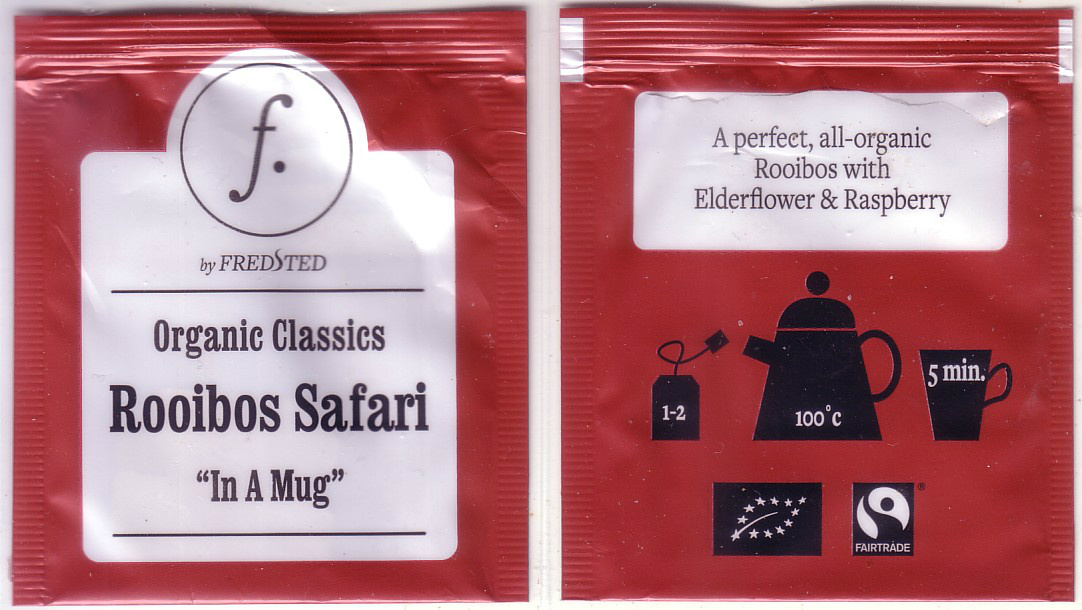 f.
by FREDSTED
Organic Classics
Rooibos Safari
“In A Mug”
A perfect, all-organic
Rooibos with
Elderflower & Raspberry
1-2
100°c
5 min.
®
FAIRTRADE